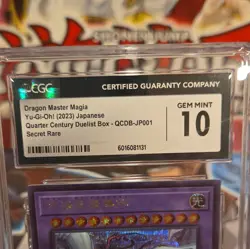 CGC
CERTIFIED GUARANTY COMPANY
Dragon Master Magia
Yu-Gi-Oh! (2023) Japanese
Quarter Century Duelist Box - QCDB-JP001
Secret Rare
GEM MINT
10
6016081131